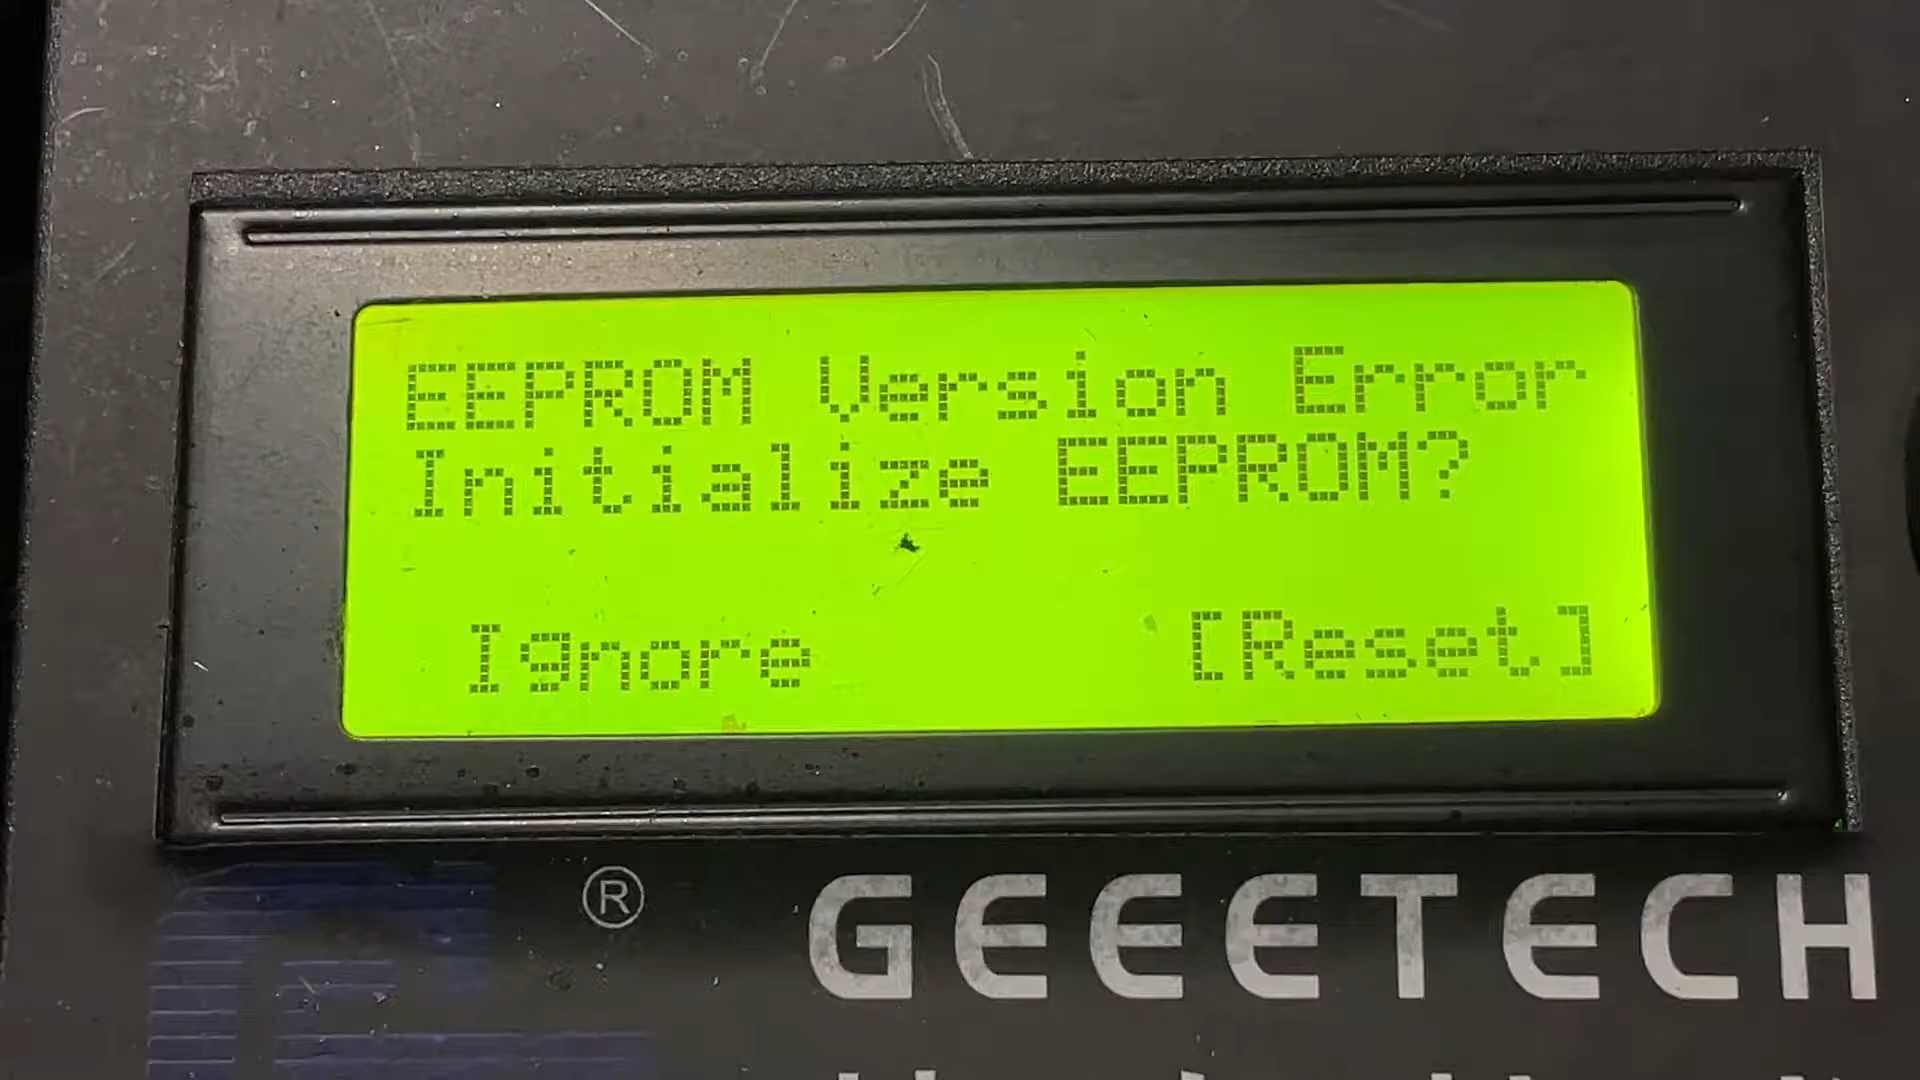 EEPROM Version Error
Initialize EEPROM?
Ignore [Reset]
® GEEETECH